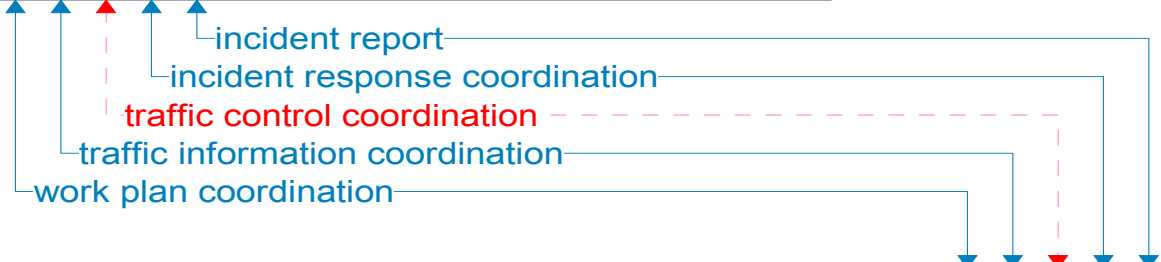 incident report
incident response coordination
traffic control coordination
traffic information coordination
work plan coordination